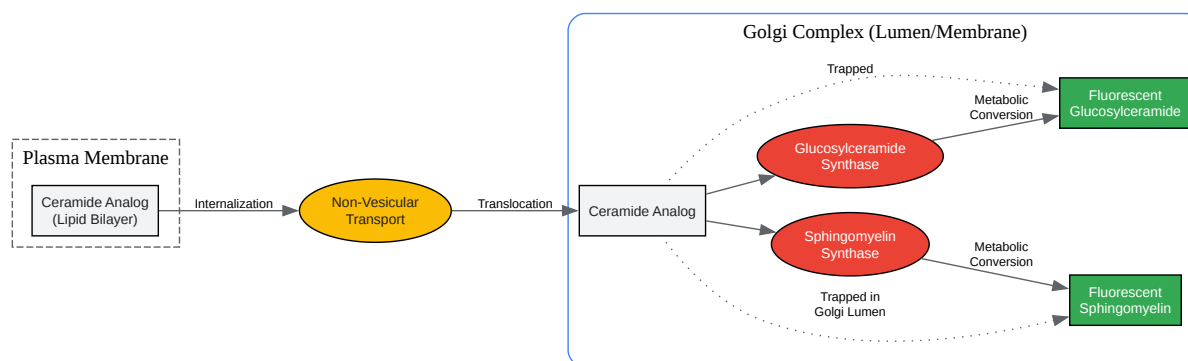 Golgi Complex (Lumen/Membrane)
Plasma Membrane
Ceramide Analog
(Lipid Bilayer)
Internalization
Non-Vesicular
Transport
Translocation
Ceramide Analog
Trapped
Glucosylceramide
Synthase
Metabolic
Conversion
Fluorescent
Glucosylceramide
Sphingomyelin
Synthase
Metabolic
Conversion
Trapped in
Golgi Lumen
Fluorescent
Sphingomyelin